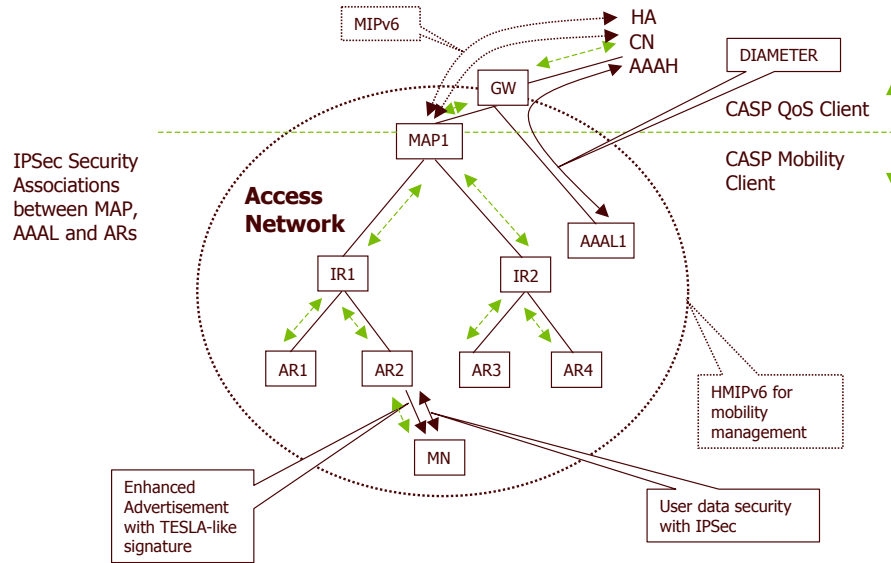 HA
MIPv6
CN
DIAMETER
AAAH
GW
CASP QoS Client
MAP1
IPSec Security
Associations
between MAP,
AAAL and ARs
CASP Mobility
Client
Access
Network
AAAL1
IR1
IR2
AR1
AR2
AR3
AR4
HMIPv6 for
mobility
management
MN
Enhanced
Advertisement
with TESLA-like
signature
User data security
with IPSec